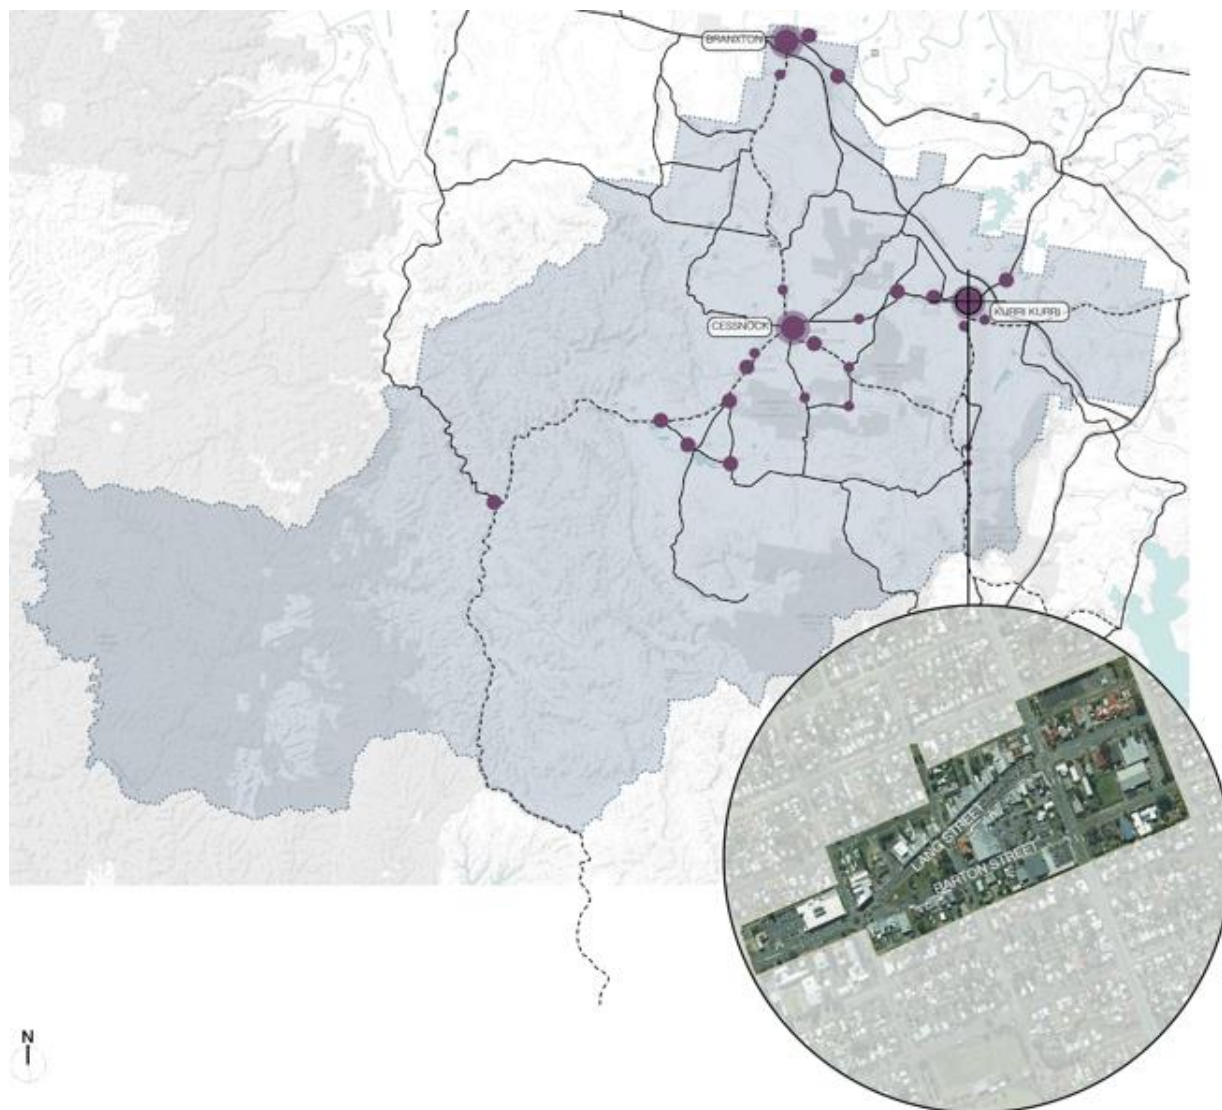 BRANXTON
CESSNOCK
KURRI KURRI
LANG STREET
BARTON STREET
N